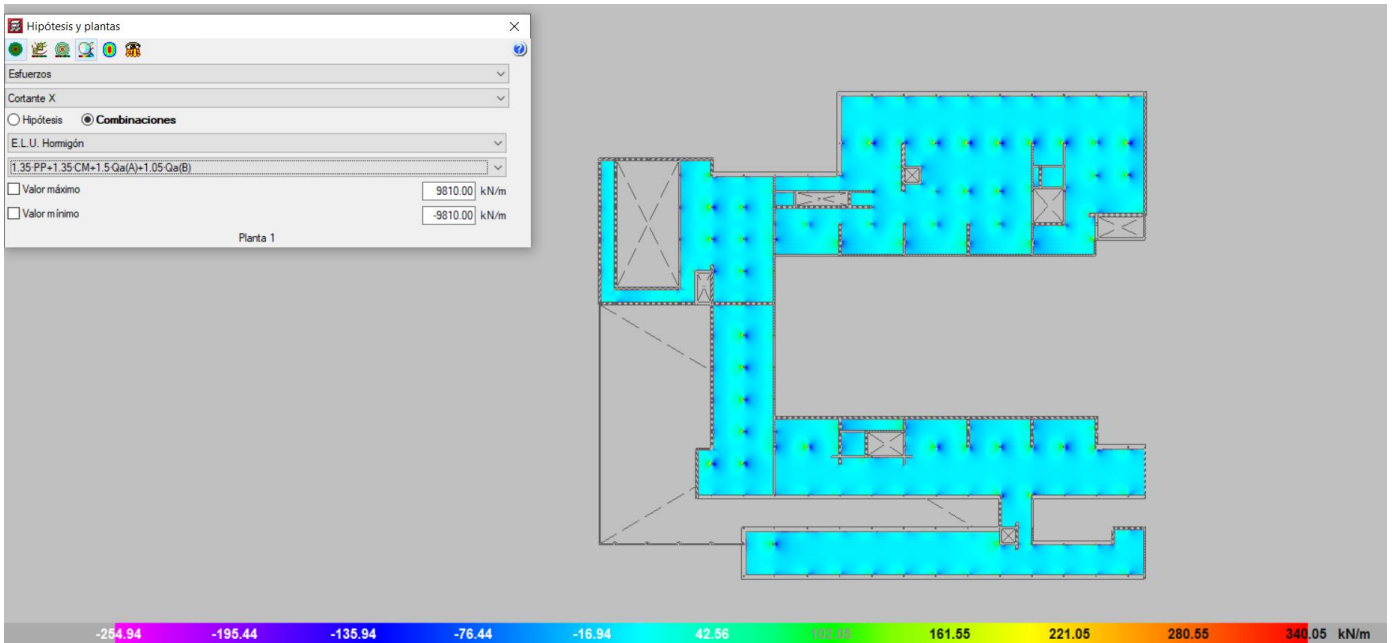 Hipótesis y plantas
Esfuerzos
Cortante X
Hipótesis Combinaciones
E.L.U. Hormigón
1.35·PP+1.35·CM+1.5·Qa(A)+1.05·Qa(B)
Valor máximo 9810.00 kN/m
Valor mínimo -9810.00 kN/m
Planta 1
-254.94 -195.44 -135.94 -76.44 -16.94 42.56 102.05 161.55 221.05 280.55 340.05 kN/m